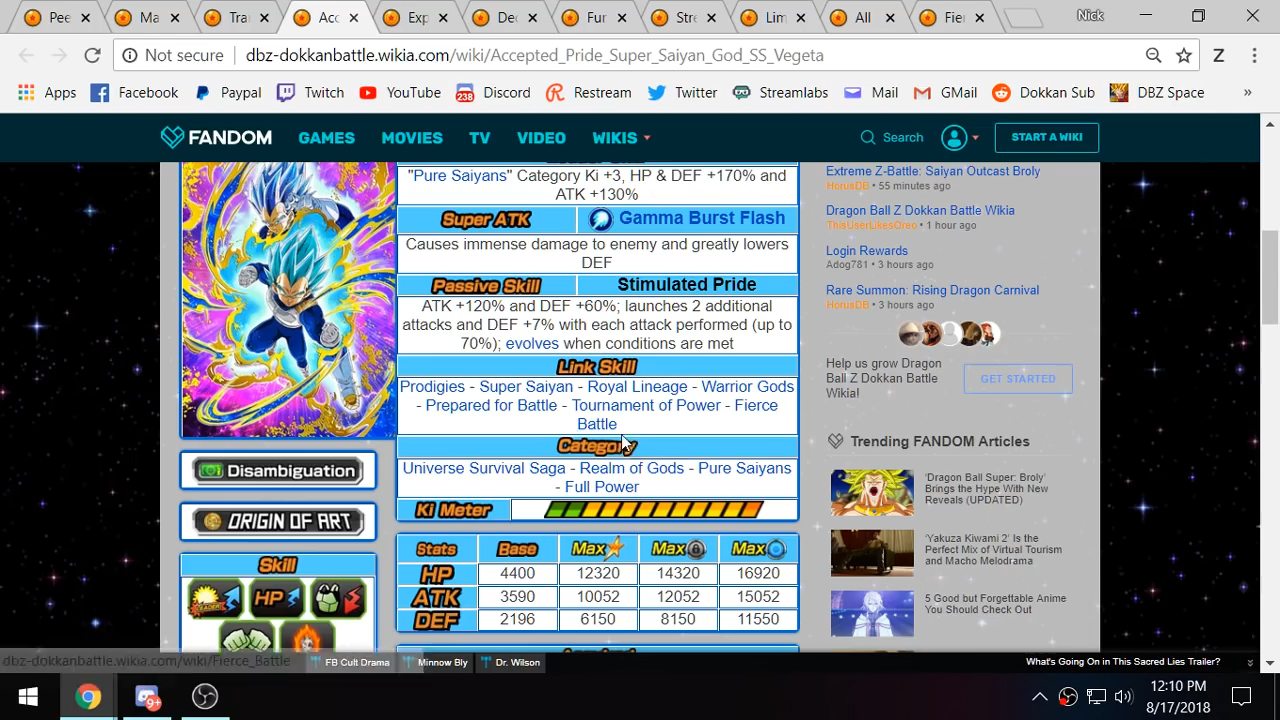 Pee
Ma
Tra
Acc
Exp
Dec
Fur
Stre
Lim
All
Fier
Nick
Not secure
dbz-dokkanbattle.wikia.com/wiki/Accepted_Pride_Super_Saiyan_God_SS_Vegeta
Z
Apps
Facebook
Paypal
Twitch
YouTube
238
Discord
Restream
Twitter
Streamlabs
Mail
GMail
Dokkan Sub
DBZ Space
»
FANDOM
GAMES
MOVIES
TV
VIDEO
WIKIS
Search
START A WIKI
"Pure Saiyans" Category Ki +3, HP & DEF +170% and
ATK +130%
Super ATK
Gamma Burst Flash
Causes immense damage to enemy and greatly lowers
DEF
Passive Skill
Stimulated Pride
ATK +120% and DEF +60%; launches 2 additional
attacks and DEF +7% with each attack performed (up to
70%); evolves when conditions are met
Link Skill
Prodigies - Super Saiyan - Royal Lineage - Warrior Gods
- Prepared for Battle - Tournament of Power - Fierce
Battle
Category
Universe Survival Saga - Realm of Gods - Pure Saiyans
- Full Power
Ki Meter
Stats Base Max Max Max
HP 4400 12320 14320 16920
ATK 3590 10052 12052 15052
DEF 2196 6150 8150 11550
Disambiguation
ORIGIN OF ART
Skill
LEADER
HP
Extreme Z-Battle: Saiyan Outcast Broly
HorusDB • 55 minutes ago
Dragon Ball Z Dokkan Battle Wikia
ThisUserLikesOreo • 1 hour ago
Login Rewards
Adog781 • 3 hours ago
Rare Summon: Rising Dragon Carnival
HorusDB • 3 hours ago
Help us grow Dragon
Ball Z Dokkan Battle
Wikia!
GET STARTED
Trending FANDOM Articles
'Dragon Ball Super: Broly'
Brings the Hype With New
Reveals (UPDATED)
'Yakuza Kiwami 2' Is the
Perfect Mix of Virtual Tourism
and Macho Melodrama
5 Good but Forgettable Anime
You Should Check Out
dbz-dokkanbattle.wikia.com/wiki/Fierce_Battle
FB Cult Drama
Minnow Bly
Dr. Wilson
What's Going On in This Sacred Lies Trailer?
9+
12:10 PM
8/17/2018